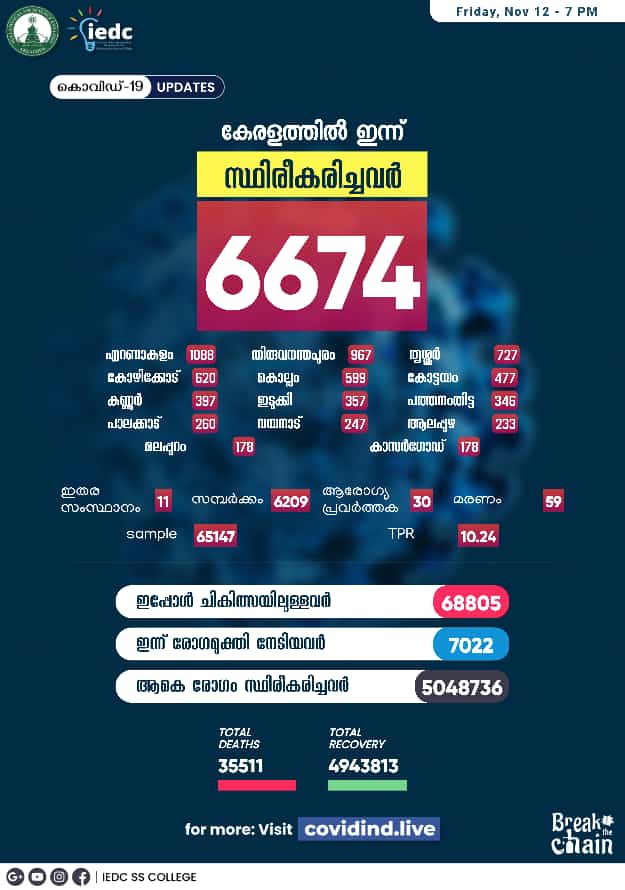 Friday, Nov 12 - 7 PM
iedc
കൊവിഡ്-19 UPDATES
കേരളത്തിൽ ഇന്ന്
സ്ഥിരീകരിച്ചവർ
6674
എറണാകുളം 1088 തിരുവനന്തപുരം 967 തൃശ്ശൂർ 727
കോഴിക്കോട് 620 കൊല്ലം 599 കോട്ടയം 477
കണ്ണൂർ 397 ഇടുക്കി 357 പത്തനംതിട്ട 346
പാലക്കാട് 260 വയനാട് 247 ആലപ്പുഴ 233
മലപ്പുറം 178 കാസർഗോഡ് 178
ഇതര സംസ്ഥാനം 11 സമ്പർക്കം 6209 ആരോഗ്യ പ്രവർത്തക 30 മരണം 59
sample 65147 TPR 10.24
ഇപ്പോൾ ചികിത്സയിലുള്ളവർ 68805
ഇന്ന് രോഗമുക്തി നേടിയവർ 7022
ആകെ രോഗം സ്ഥിരീകരിച്ചവർ 5048736
TOTAL DEATHS
35511
TOTAL RECOVERY
4943813
for more: Visit covidind.live
Break the chain
IEDC SS COLLEGE